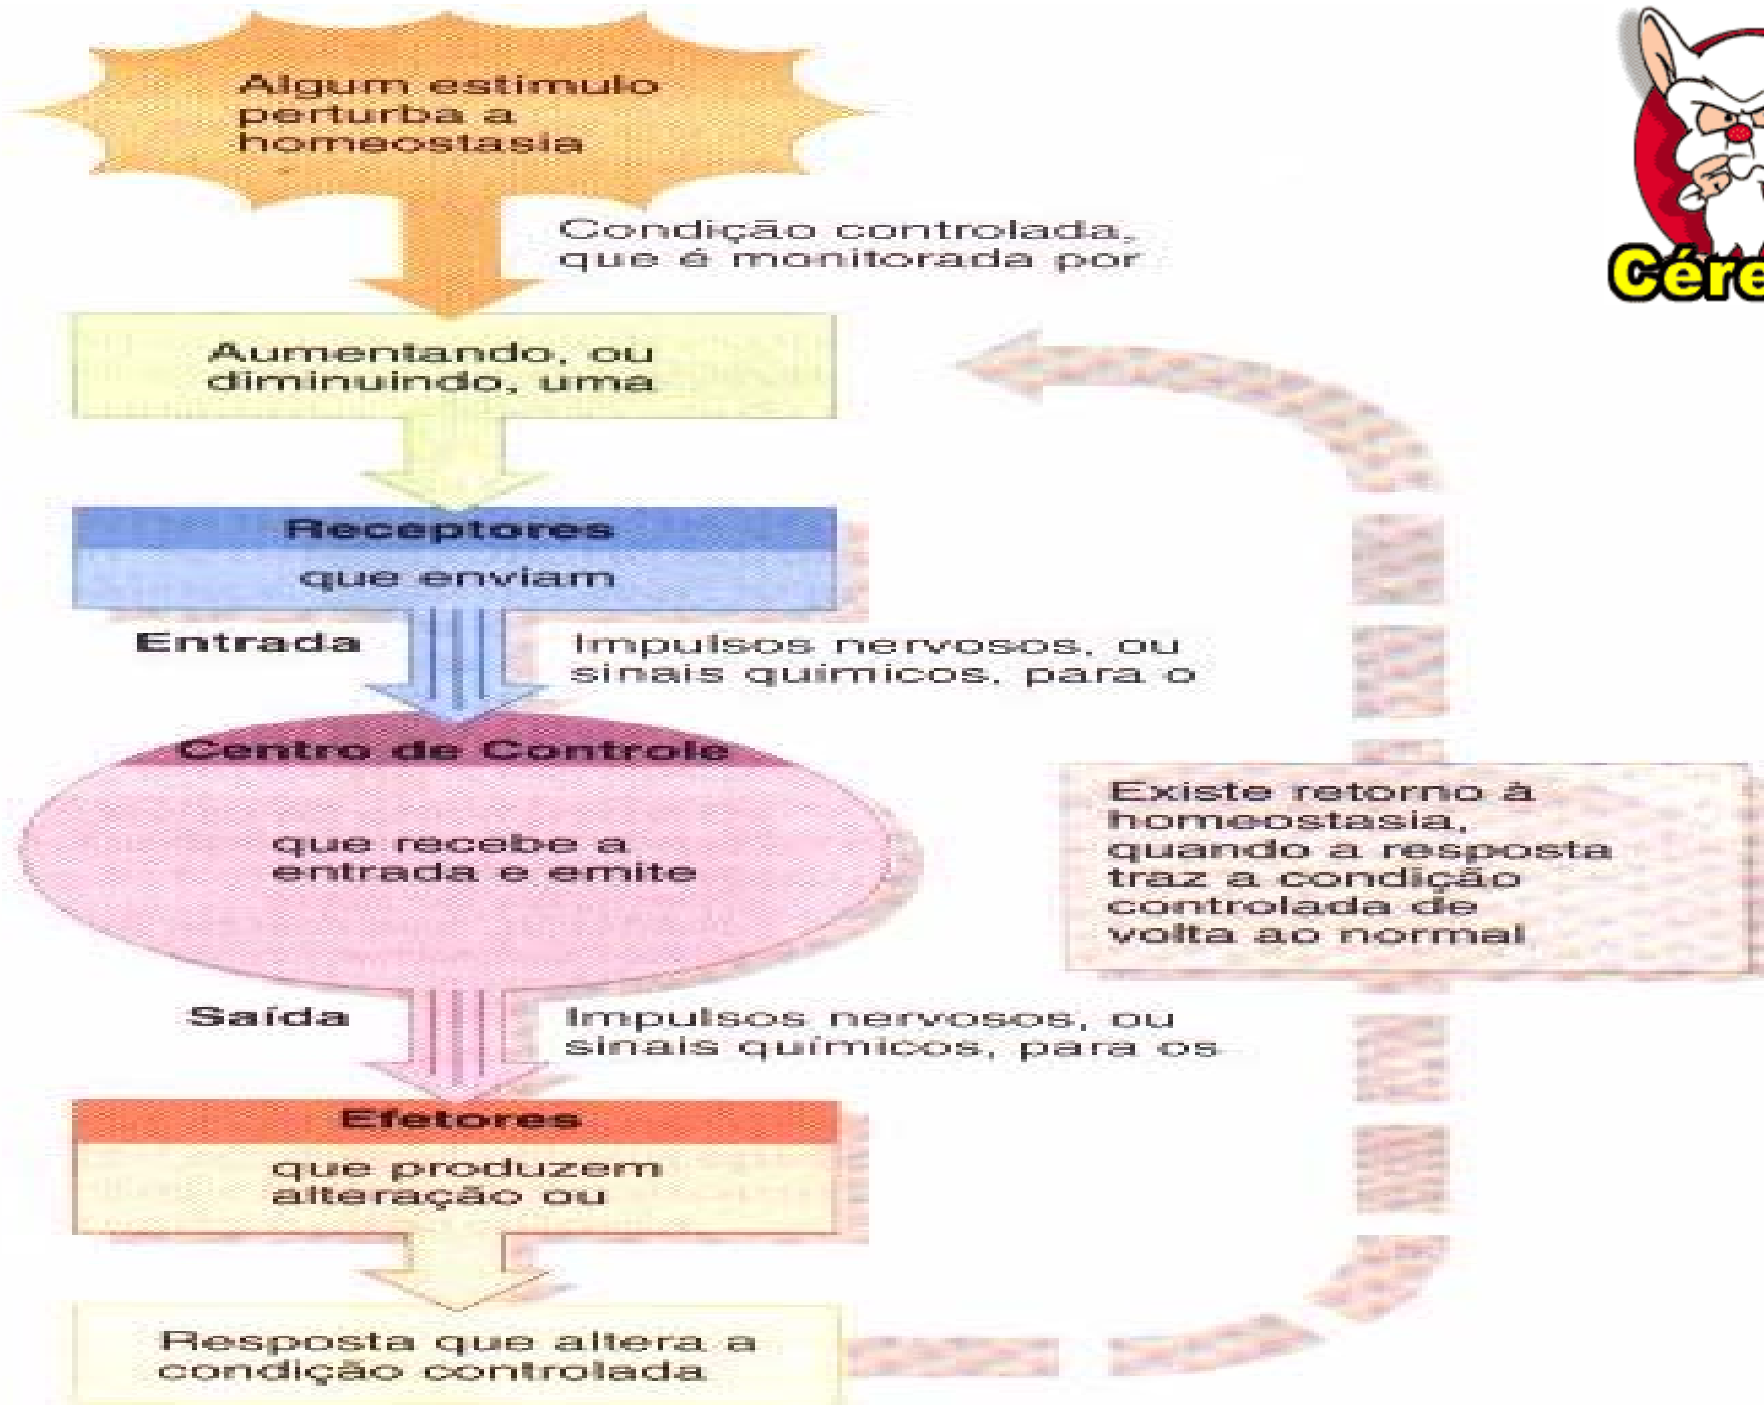 Algum estímulo
perturba a
homeostasia
Condição controlada,
que é monitorada por
Aumentando, ou
diminuindo, uma
Receptores
que enviam
Entrada
Impulsos nervosos, ou
sinais químicos, para o
Centro de Controle
que recebe a
entrada e emite
Existe retorno à
homeostasia,
quando a resposta
traz a condição
controlada de
volta ao normal
Saída
Impulsos nervosos, ou
sinais químicos, para os
Efetores
que produzem
alteração ou
Resposta que altera a
condição controlada
Cére